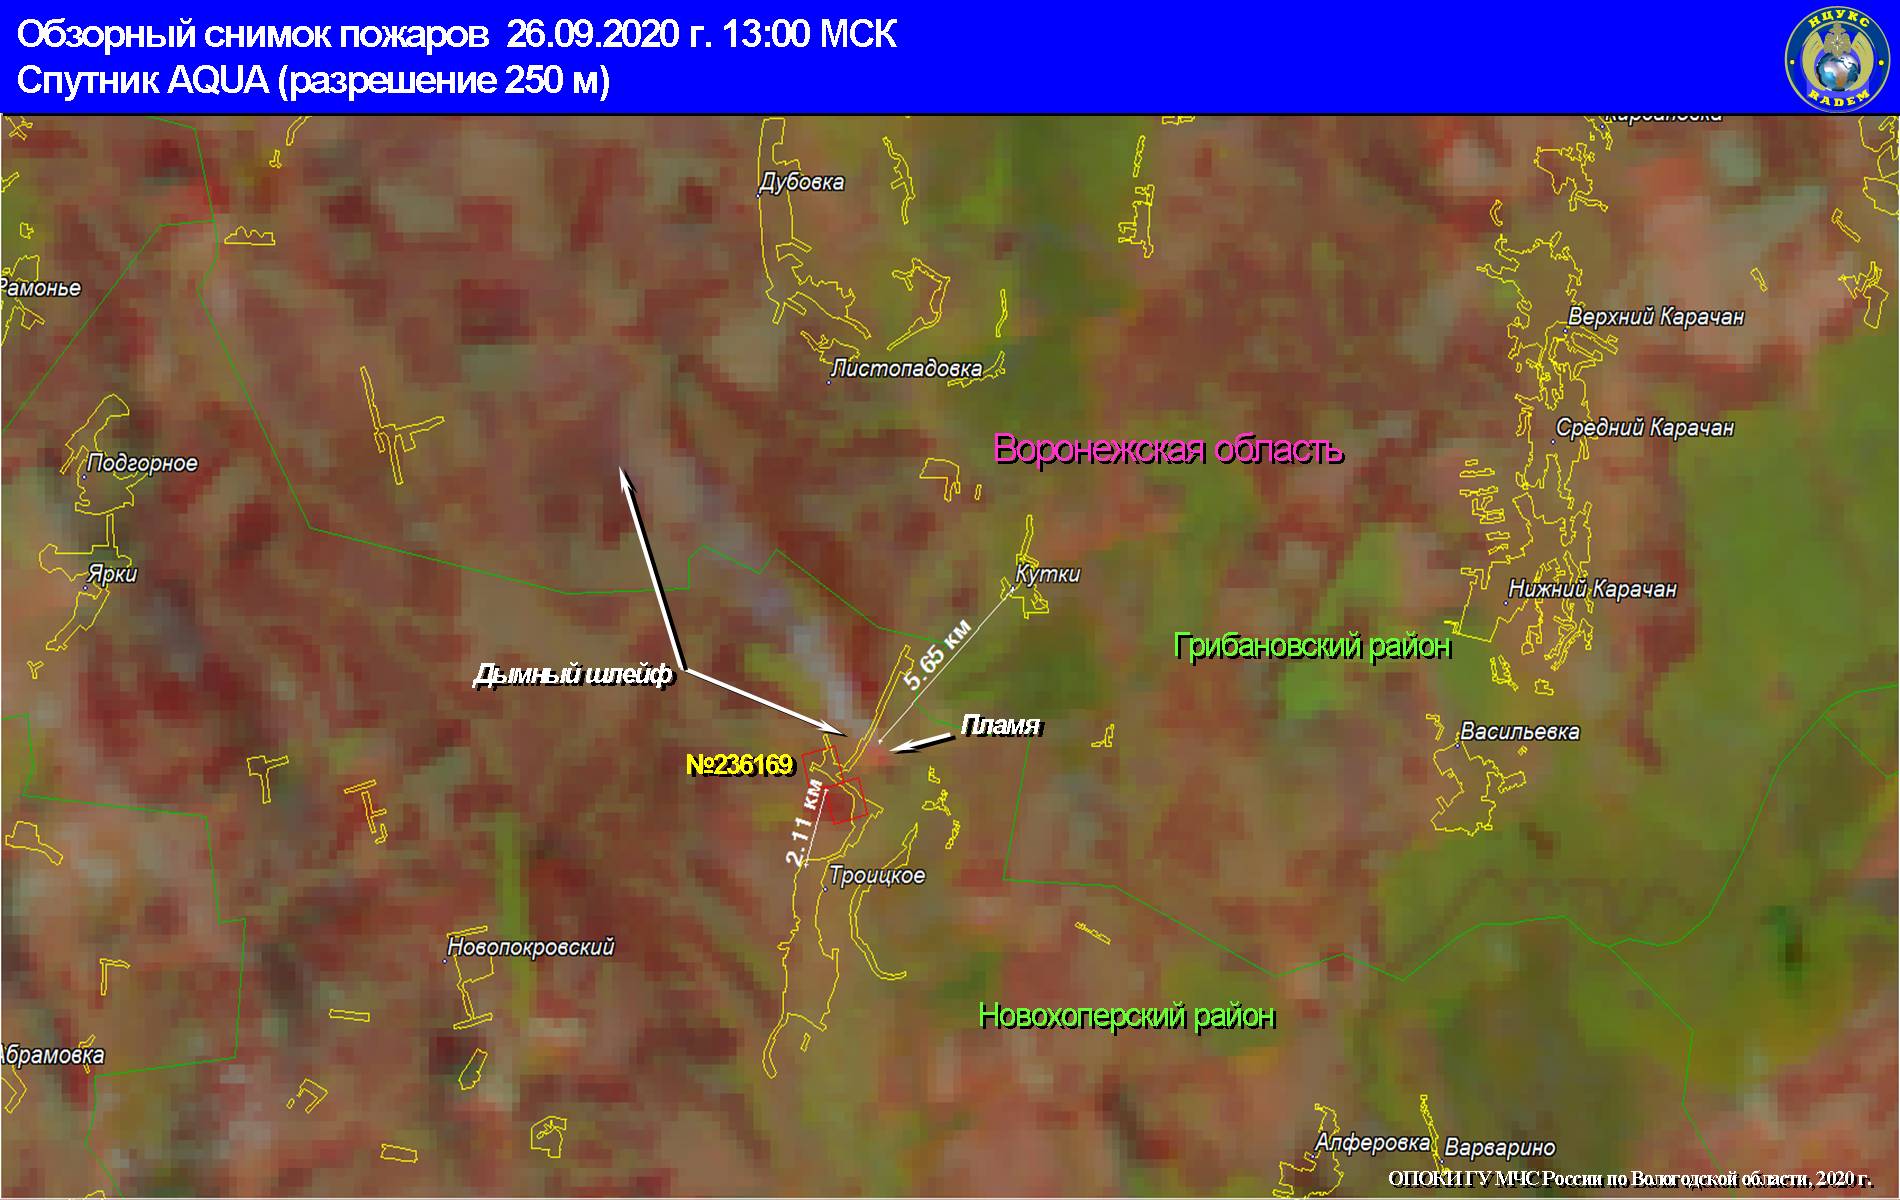 Обзорный снимок пожаров 26.09.2020 г. 13:00 МСК
Спутник AQUA (разрешение 250 м)
НЦУКС
RADEM
Дубовка
Рамонье
Верхний Карачан
Листопадовка
Средний Карачан
Воронежская область
Подгорное
Ярки
Кутки
Нижний Карачан
Грибановский район
5.65 км
Дымный шлейф
Пламя
Васильевка
№236169
2.11 км
Троицкое
Новопокровский
Новохоперский район
Абрамовка
Алферовка
Варварино
ОПОКИ ГУ МЧС России по Вологодской области, 2020 г.